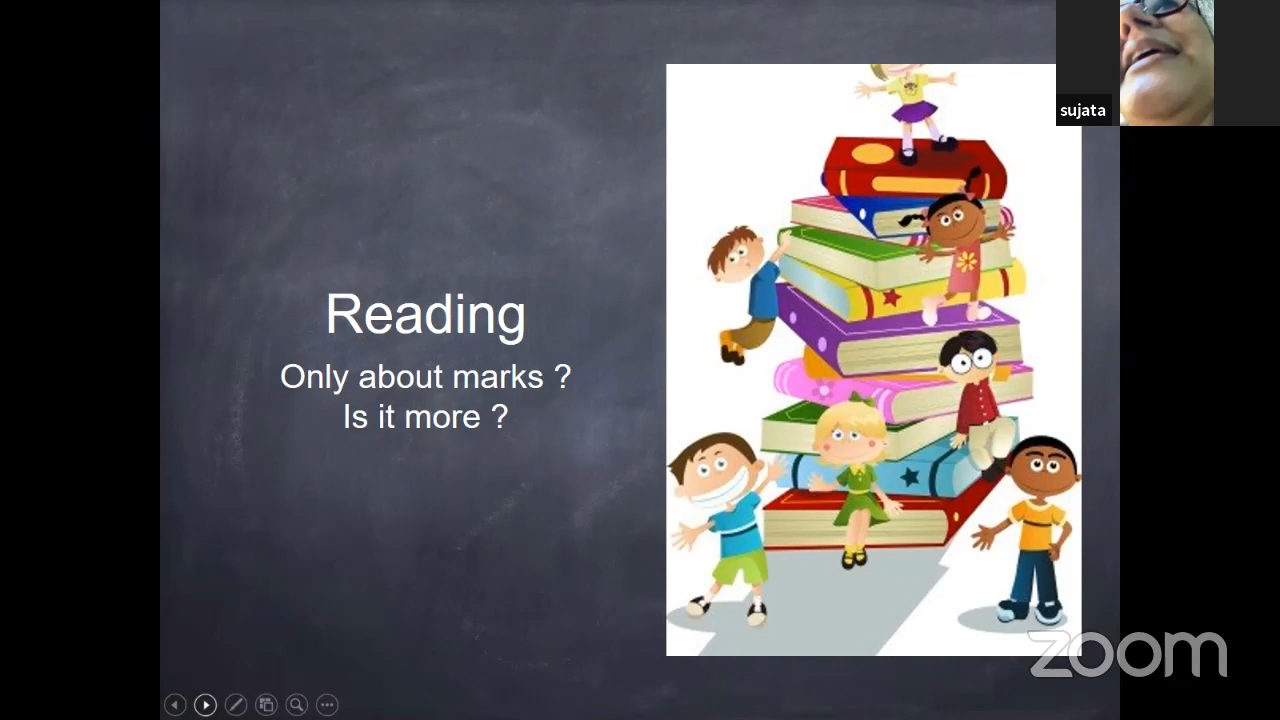 sujata
Reading
Only about marks ?
Is it more ?
zoom